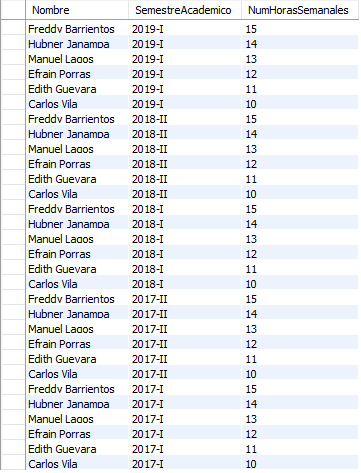 Nombre SemestreAcademico NumHorasSemanales
Freddy Barrientos 2019-I 15
Hubner Janampa 2019-I 14
Manuel Lagos 2019-I 13
Efrain Porras 2019-I 12
Edith Guevara 2019-I 11
Carlos Vila 2019-I 10
Freddy Barrientos 2018-II 15
Hubner Janampa 2018-II 14
Manuel Lagos 2018-II 13
Efrain Porras 2018-II 12
Edith Guevara 2018-II 11
Carlos Vila 2018-II 10
Freddy Barrientos 2018-I 15
Hubner Janampa 2018-I 14
Manuel Lagos 2018-I 13
Efrain Porras 2018-I 12
Edith Guevara 2018-I 11
Carlos Vila 2018-I 10
Freddy Barrientos 2017-II 15
Hubner Janampa 2017-II 14
Manuel Lagos 2017-II 13
Efrain Porras 2017-II 12
Edith Guevara 2017-II 11
Carlos Vila 2017-II 10
Freddy Barrientos 2017-I 15
Hubner Janampa 2017-I 14
Manuel Lagos 2017-I 13
Efrain Porras 2017-I 12
Edith Guevara 2017-I 11
Carlos Vila 2017-I 10